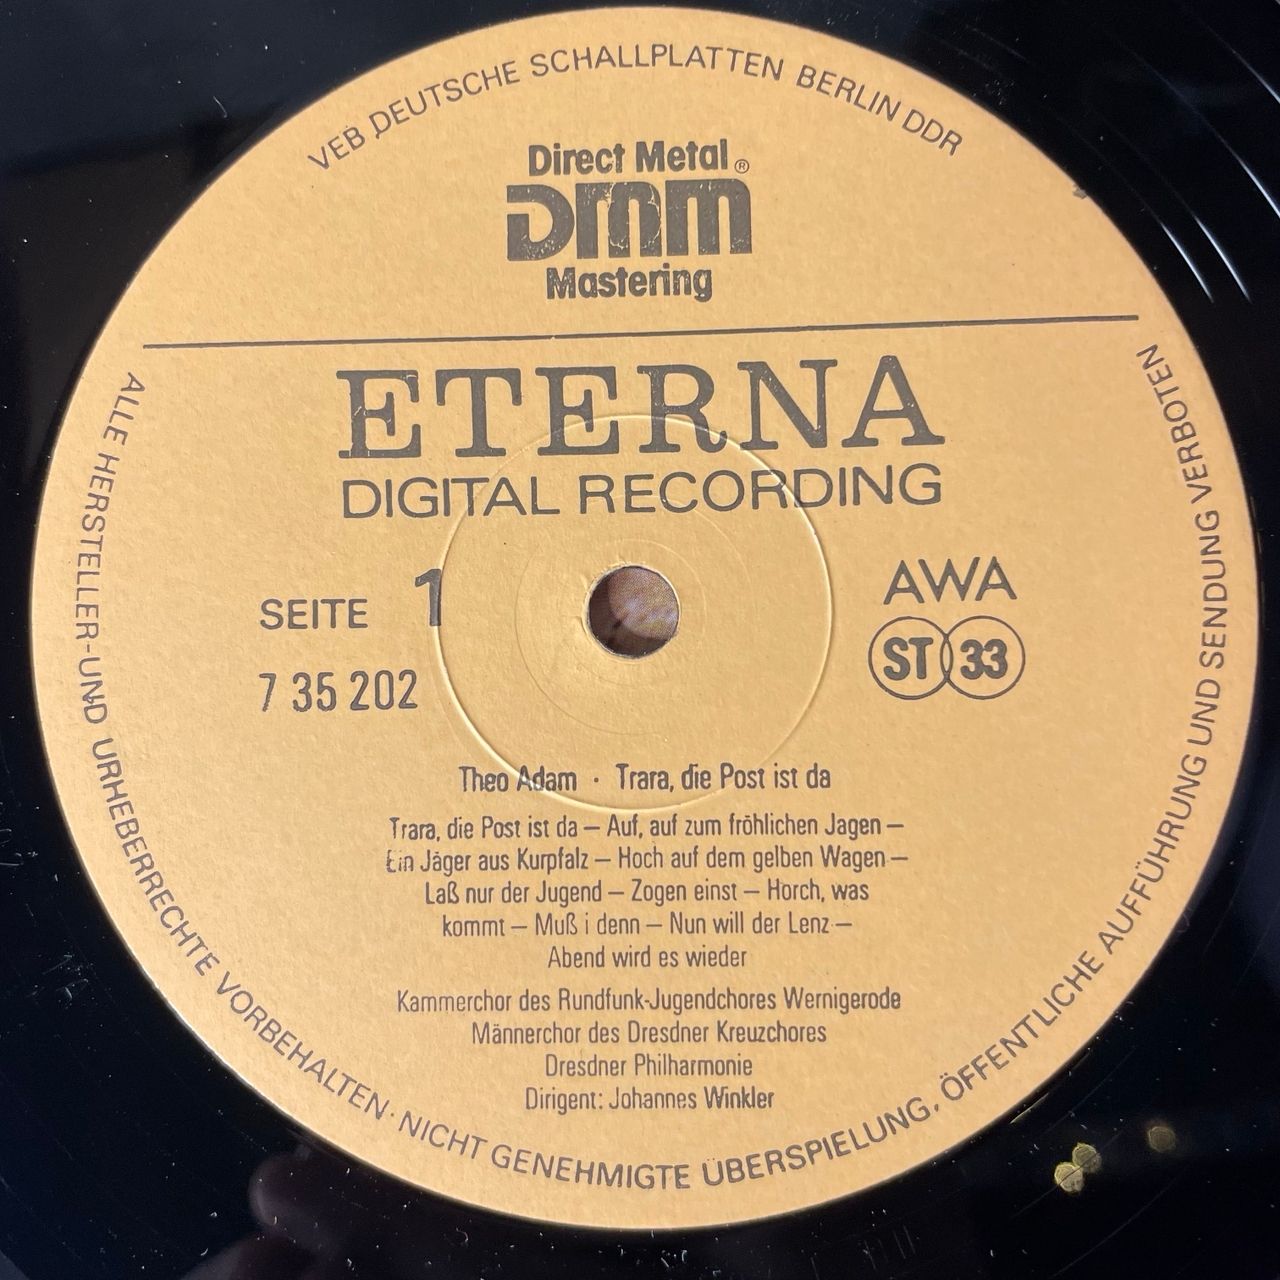 VEB DEUTSCHE SCHALLPLATTEN BERLIN DDR
Direct Metal ®
DMM
Mastering
ETERNA
DIGITAL RECORDING
SEITE 1
7 35 202
AWA
ST 33
Theo Adam · Trara, die Post ist da
Trara, die Post ist da – Auf, auf zum fröhlichen Jagen –
Ein Jäger aus Kurpfalz – Hoch auf dem gelben Wagen –
Laß nur der Jugend – Zogen einst – Horch, was
kommt – Muß i denn – Nun will der Lenz –
Abend wird es wieder
Kammerchor des Rundfunk-Jugendchores Wernigerode
Männerchor des Dresdner Kreuzchores
Dresdner Philharmonie
Dirigent: Johannes Winkler
ALLE HERSTELLER-UND URHEBERRECHTE VORBEHALTEN · NICHT GENEHMIGTE ÜBERSPIELUNG, ÖFFENTLICHE AUFFÜHRUNG UND SENDUNG VERBOTEN